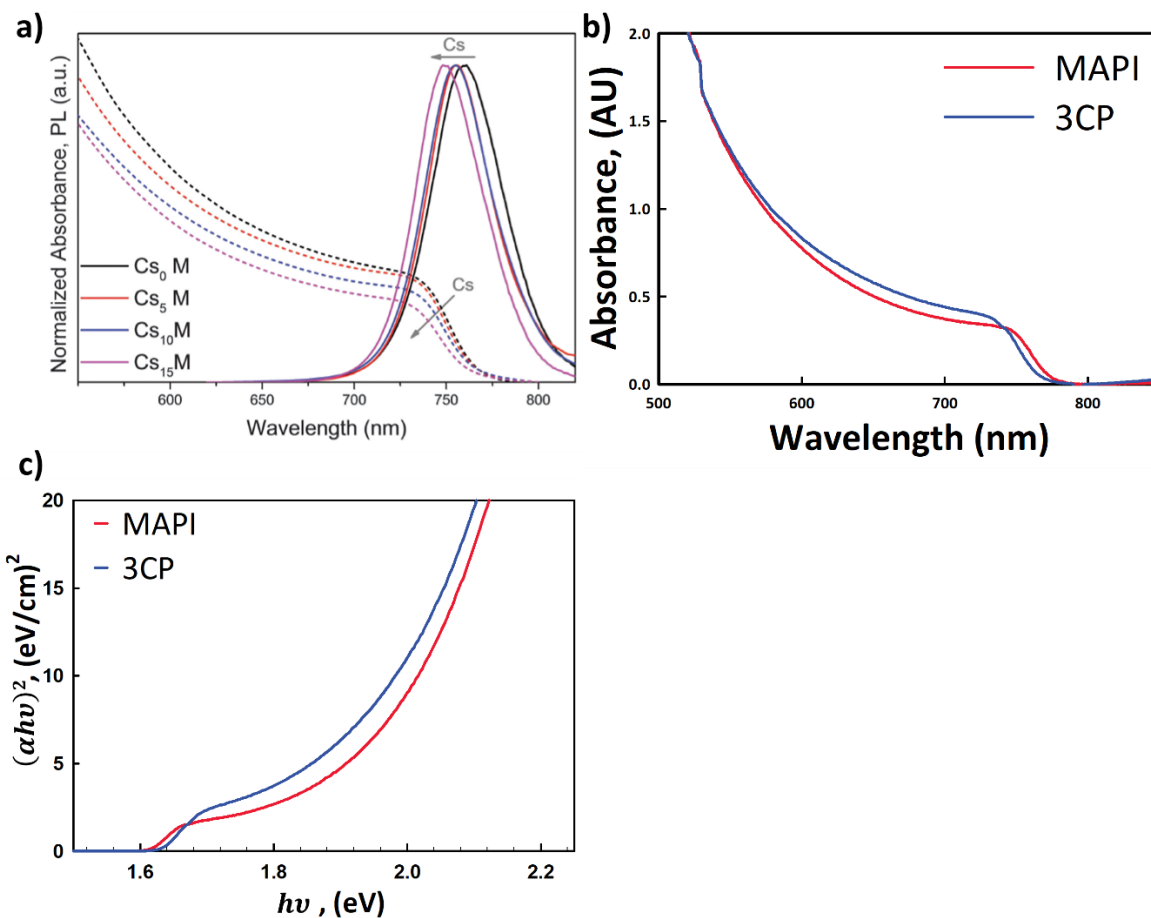 a)
Normalized Absorbance, PL (a.u.)
Cs
Cs
Cs₀ M
Cs₅ M
Cs₁₀M
Cs₁₅M
600 650 700 750 800
Wavelength (nm)
b)
Absorbance, (AU)
2.0
1.5
1.0
0.5
0.0
MAPI
3CP
500 600 700 800
Wavelength (nm)
c)
(αhυ)², (eV/cm)²
20
15
10
5
0
MAPI
3CP
1.6 1.8 2.0 2.2
hυ , (eV)